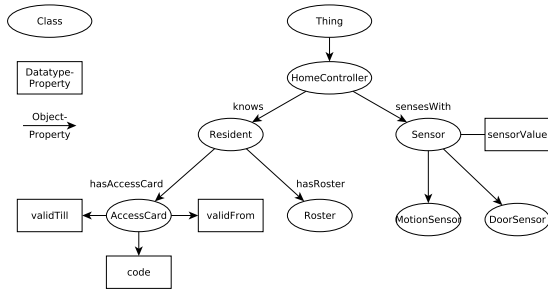 Class
Thing
Datatype-
Property
HomeController
Object-
Property
knows
sensesWith
Resident
Sensor
sensorValue
hasAccessCard
hasRoster
validTill
AccessCard
validFrom
Roster
MotionSensor
DoorSensor
code